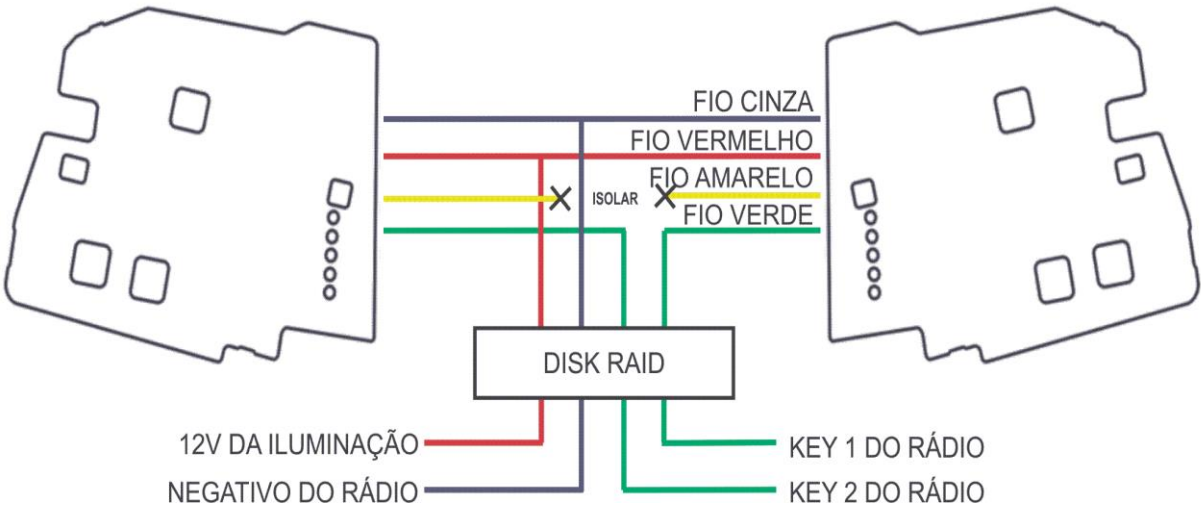 FIO CINZA
FIO VERMELHO
FIO AMARELO
ISOLAR
FIO VERDE
DISK RAID
12V DA ILUMINAÇÃO
KEY 1 DO RÁDIO
NEGATIVO DO RÁDIO
KEY 2 DO RÁDIO